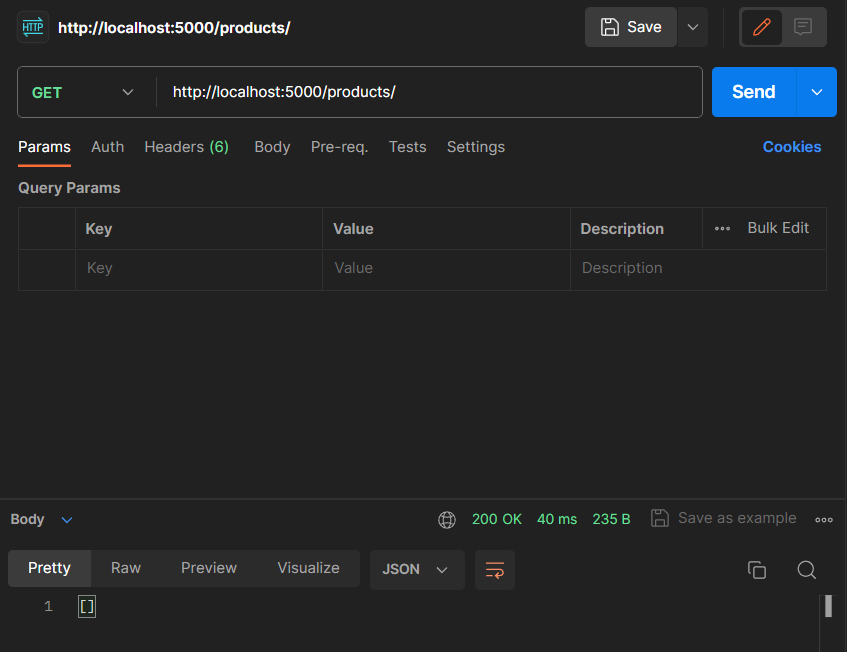 HTTP http://localhost:5000/products/ Save
GET http://localhost:5000/products/ Send
Params Auth Headers (6) Body Pre-req. Tests Settings Cookies
Query Params
Key Value Description Bulk Edit
Key Value Description
Body 200 OK 40 ms 235 B Save as example
Pretty Raw Preview Visualize JSON
1 []